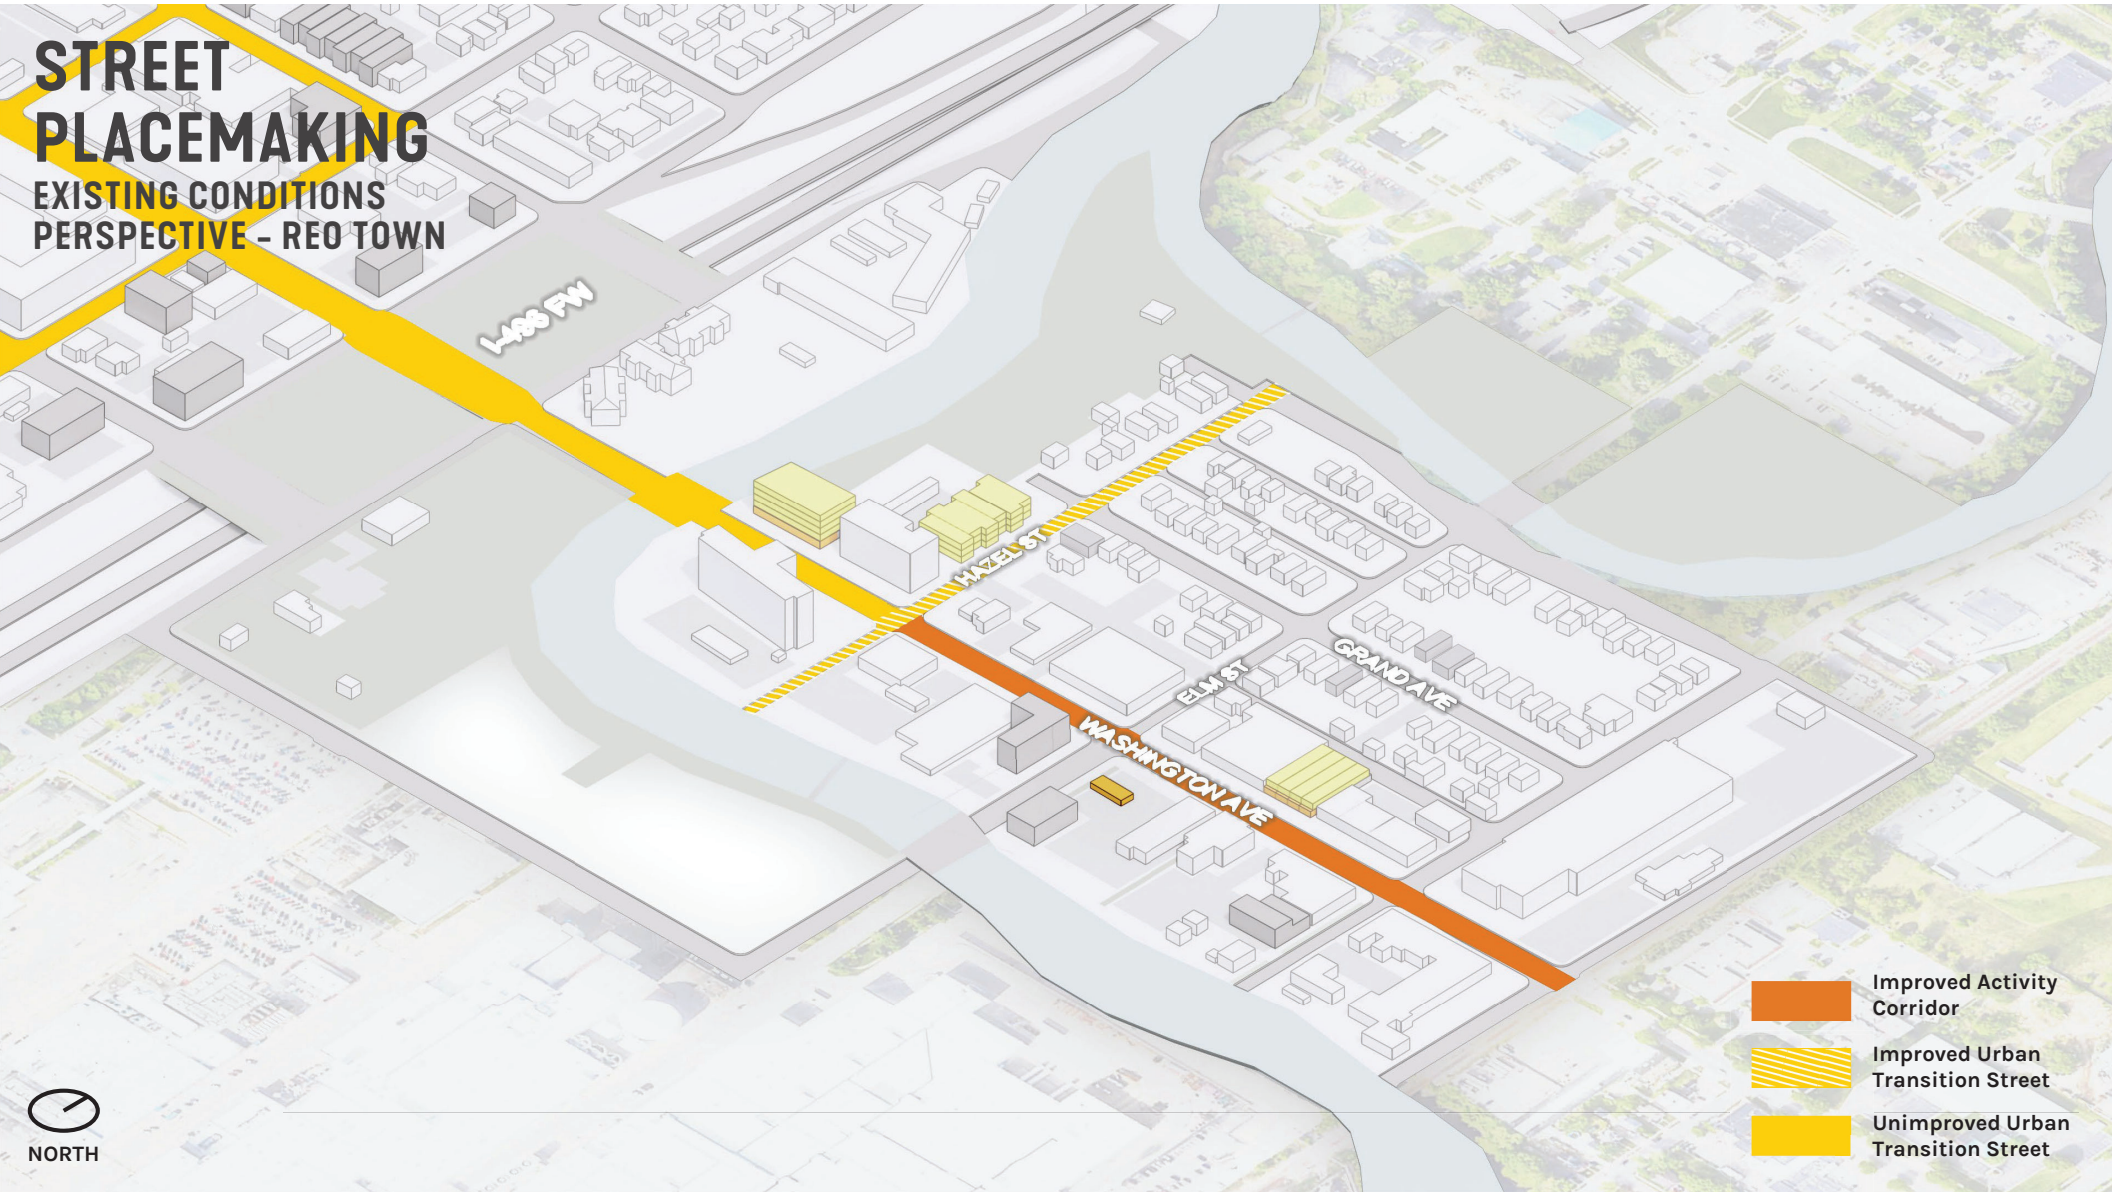 STREET
PLACEMAKING
EXISTING CONDITIONS
PERSPECTIVE – REO TOWN
I-496 FW
HAZEL ST
ELM ST
GRAND AVE
WASHINGTON AVE
Improved Activity
Corridor
Improved Urban
Transition Street
Unimproved Urban
Transition Street
NORTH